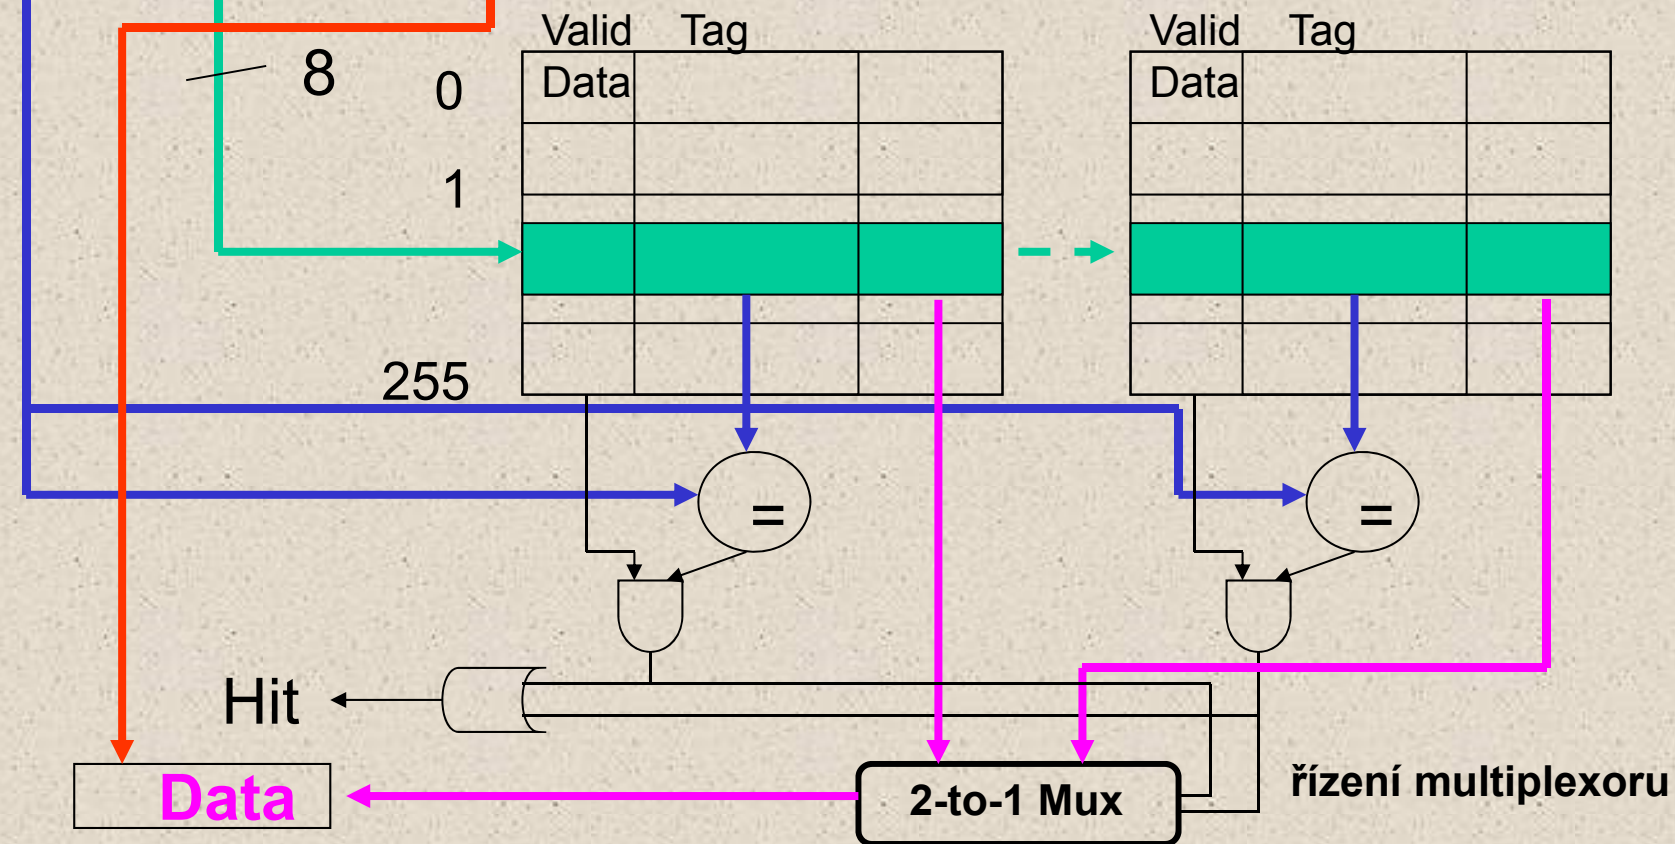 Valid Tag
Data
Valid Tag
Data
8
0
1
255
=
=
Hit
Data
2-to-1 Mux
řízení multiplexoru